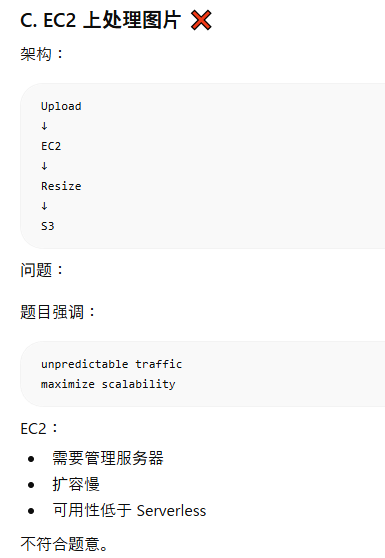 C. EC2 上处理图片 ❌
架构：
Upload
↓
EC2
↓
Resize
↓
S3
问题：
题目强调：
unpredictable traffic
maximize scalability
EC2：
• 需要管理服务器
• 扩容慢
• 可用性低于 Serverless
不符合题意。